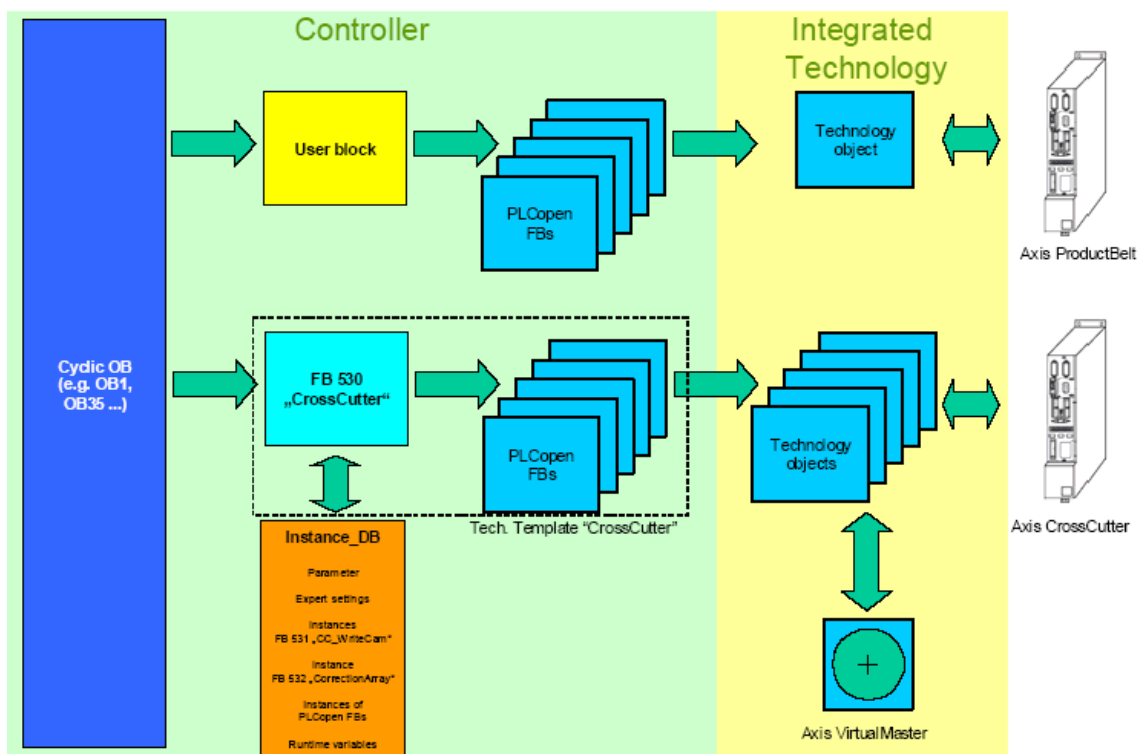 Controller
Integrated
Technology
User block
PLCopen
FBs
Technology
object
Axis ProductBelt
Cyclic OB
(e.g. OB1,
OB35 ...)
FB 530
„CrossCutter“
PLCopen
FBs
Technology
objects
Tech. Template “CrossCutter”
Axis CrossCutter
Instance_DB
Parameter
Expert settings
Instances
FB 531 „CC_WriteCam“
Instance
FB 532 „CorrectionArray“
Instances of
PLCopen FBs
Runtime variables
Axis VirtualMaster